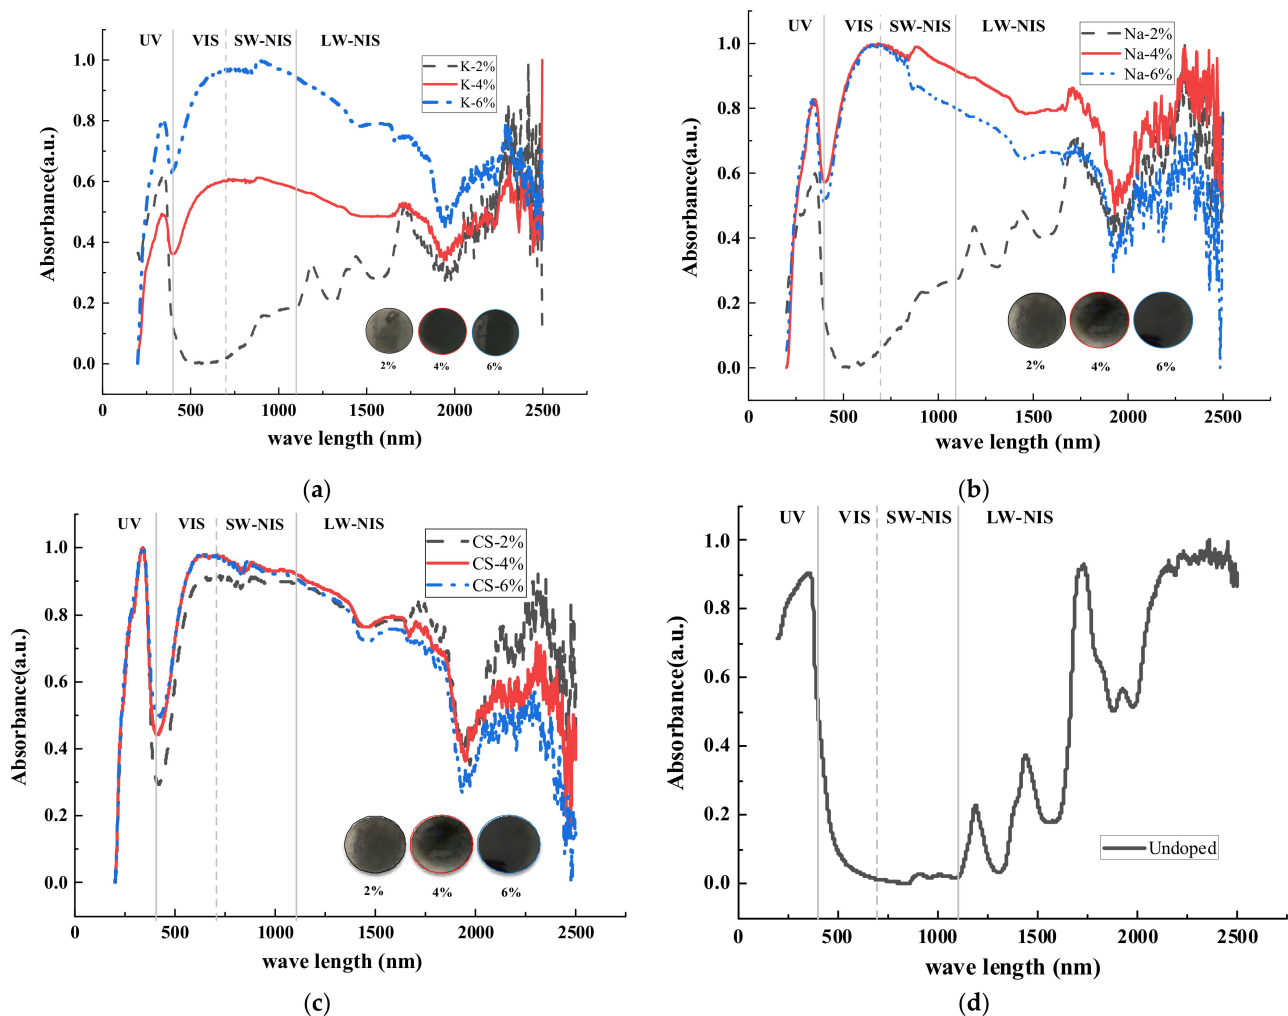 UV VIS SW-NIS LW-NIS
K-2%
K-4%
K-6%
1.0
0.8
0.6
0.4
0.2
0.0
Absorbance(a.u.)
2% 4% 6%
0 500 1000 1500 2000 2500
wave length (nm)
(a)
UV VIS SW-NIS LW-NIS
Na-2%
Na-4%
Na-6%
1.0
0.8
0.6
0.4
0.2
0.0
Absorbance(a.u.)
2% 4% 6%
0 500 1000 1500 2000 2500
wave length (nm)
(b)
UV VIS SW-NIS LW-NIS
CS-2%
CS-4%
CS-6%
1.0
0.8
0.6
0.4
0.2
0.0
Absorbance(a.u.)
2% 4% 6%
0 500 1000 1500 2000 2500
wave length (nm)
(c)
UV VIS SW-NIS LW-NIS
1.0
0.8
0.6
0.4
0.2
0.0
Absorbance(a.u.)
Undoped
0 500 1000 1500 2000 2500
wave length (nm)
(d)